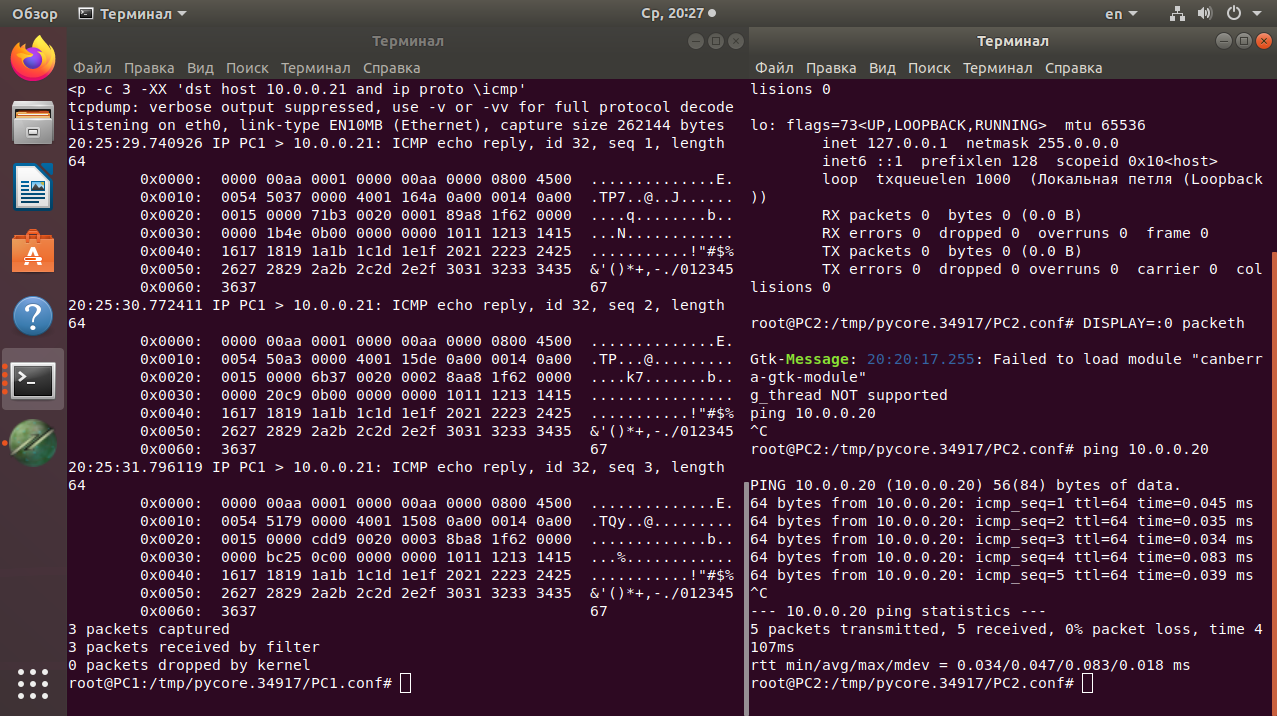 Обзор Терминал Ср, 20:27 en
Терминал
Файл Правка Вид Поиск Терминал Справка
<p -c 3 -XX 'dst host 10.0.0.21 and ip proto \icmp'
tcpdump: verbose output suppressed, use -v or -vv for full protocol decode
listening on eth0, link-type EN10MB (Ethernet), capture size 262144 bytes
20:25:29.740926 IP PC1 > 10.0.0.21: ICMP echo reply, id 32, seq 1, length
64
0x0000: 0000 00aa 0001 0000 00aa 0000 0800 4500 ..............E.
0x0010: 0054 5037 0000 4001 164a 0a00 0014 0a00 .TP7..@..J......
0x0020: 0015 0000 71b3 0020 0001 89a8 1f62 0000 ....q........b..
0x0030: 0000 1b4e 0b00 0000 0000 1011 1213 1415 ...N............
0x0040: 1617 1819 1a1b 1c1d 1e1f 2021 2223 2425 ...........!"#$%
0x0050: 2627 2829 2a2b 2c2d 2e2f 3031 3233 3435 &'()*+,-./012345
0x0060: 3637 67
20:25:30.772411 IP PC1 > 10.0.0.21: ICMP echo reply, id 32, seq 2, length
64
0x0000: 0000 00aa 0001 0000 00aa 0000 0800 4500 ..............E.
0x0010: 0054 50a3 0000 4001 15de 0a00 0014 0a00 .TP...@.........
0x0020: 0015 0000 6b37 0020 0002 8aa8 1f62 0000 ....k7.......b..
0x0030: 0000 20c9 0b00 0000 0000 1011 1213 1415 ................
0x0040: 1617 1819 1a1b 1c1d 1e1f 2021 2223 2425 ...........!"#$%
0x0050: 2627 2829 2a2b 2c2d 2e2f 3031 3233 3435 &'()*+,-./012345
0x0060: 3637 67
20:25:31.796119 IP PC1 > 10.0.0.21: ICMP echo reply, id 32, seq 3, length
64
0x0000: 0000 00aa 0001 0000 00aa 0000 0800 4500 ..............E.
0x0010: 0054 5179 0000 4001 1508 0a00 0014 0a00 .TQy..@.........
0x0020: 0015 0000 cdd9 0020 0003 8ba8 1f62 0000 .............b..
0x0030: 0000 bc25 0c00 0000 0000 1011 1213 1415 ...%............
0x0040: 1617 1819 1a1b 1c1d 1e1f 2021 2223 2425 ...........!"#$%
0x0050: 2627 2829 2a2b 2c2d 2e2f 3031 3233 3435 &'()*+,-./012345
0x0060: 3637 67
3 packets captured
3 packets received by filter
0 packets dropped by kernel
root@PC1:/tmp/pycore.34917/PC1.conf#
Терминал
Файл Правка Вид Поиск Терминал Справка
lisions 0
lo: flags=73<UP,LOOPBACK,RUNNING> mtu 65536
inet 127.0.0.1 netmask 255.0.0.0
inet6 ::1 prefixlen 128 scopeid 0x10<host>
loop txqueuelen 1000 (Локальная петля (Loopback
))
RX packets 0 bytes 0 (0.0 B)
RX errors 0 dropped 0 overruns 0 frame 0
TX packets 0 bytes 0 (0.0 B)
TX errors 0 dropped 0 overruns 0 carrier 0 col
lisions 0
root@PC2:/tmp/pycore.34917/PC2.conf# DISPLAY=:0 packeth
Gtk-Message: 20:20:17.255: Failed to load module "canberr
a-gtk-module"
g_thread NOT supported
ping 10.0.0.20
^C
root@PC2:/tmp/pycore.34917/PC2.conf# ping 10.0.0.20
PING 10.0.0.20 (10.0.0.20) 56(84) bytes of data.
64 bytes from 10.0.0.20: icmp_seq=1 ttl=64 time=0.045 ms
64 bytes from 10.0.0.20: icmp_seq=2 ttl=64 time=0.035 ms
64 bytes from 10.0.0.20: icmp_seq=3 ttl=64 time=0.034 ms
64 bytes from 10.0.0.20: icmp_seq=4 ttl=64 time=0.083 ms
64 bytes from 10.0.0.20: icmp_seq=5 ttl=64 time=0.039 ms
^C
--- 10.0.0.20 ping statistics ---
5 packets transmitted, 5 received, 0% packet loss, time 4
107ms
rtt min/avg/max/mdev = 0.034/0.047/0.083/0.018 ms
root@PC2:/tmp/pycore.34917/PC2.conf#